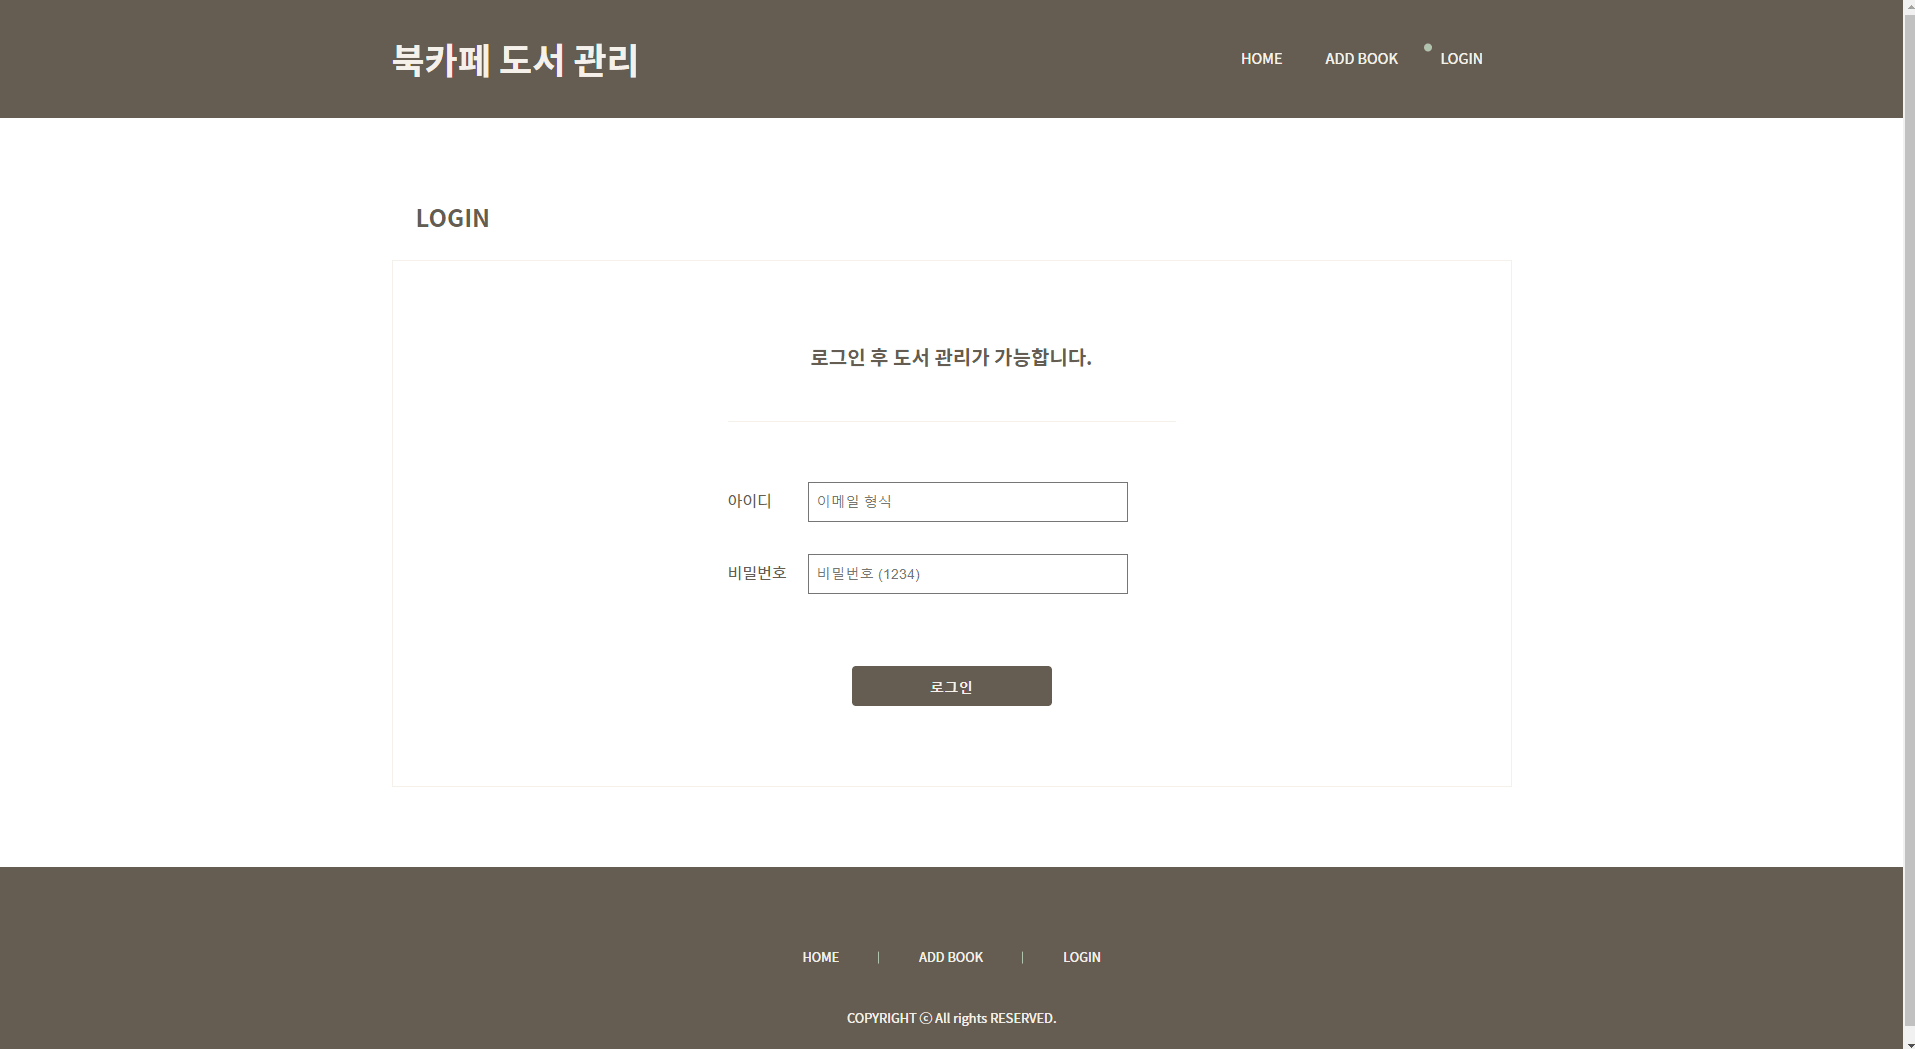 북카페 도서 관리
HOME ADD BOOK LOGIN
LOGIN
로그인 후 도서 관리가 가능합니다.
아이디 이메일 형식
비밀번호 비밀번호 (1234)
로그인
HOME | ADD BOOK | LOGIN
COPYRIGHT ⓒ All rights RESERVED.